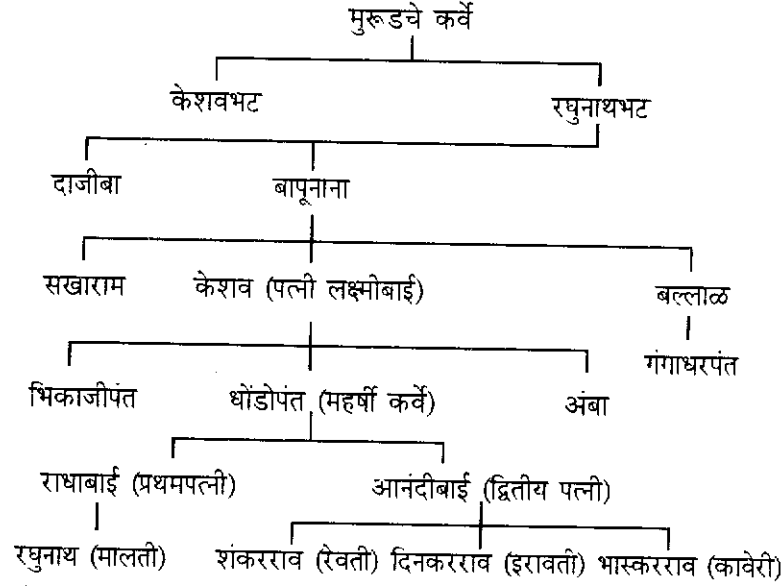 मुरूडचे कर्वे
केशवभट रघुनाथभट
दाजीबा बापूनाना
सखाराम केशव (पत्नी लक्ष्मीबाई) बल्लाळ
गंगाधरपंत
भिकाजीपंत धोंडोपंत (महर्षी कर्वे) अंबा
राधाबाई (प्रथमपत्नी) आनंदीबाई (द्वितीय पत्नी)
रघुनाथ (मालती) शंकरराव (रेवती) दिनकरराव (इरावती) भास्करराव (कावेरी)